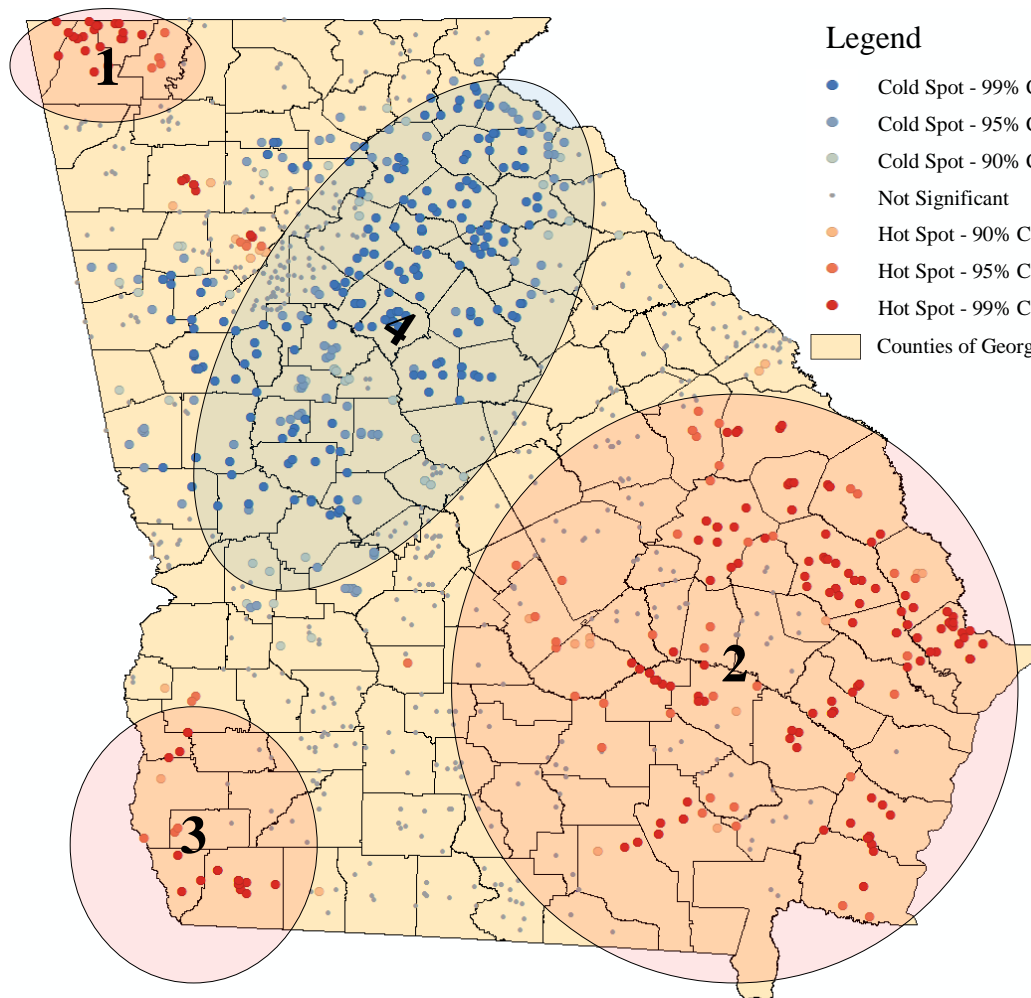 Legend
Cold Spot - 99% C
Cold Spot - 95% C
Cold Spot - 90% C
Not Significant
Hot Spot - 90% C
Hot Spot - 95% C
Hot Spot - 99% C
Counties of Georg
1
4
2
3